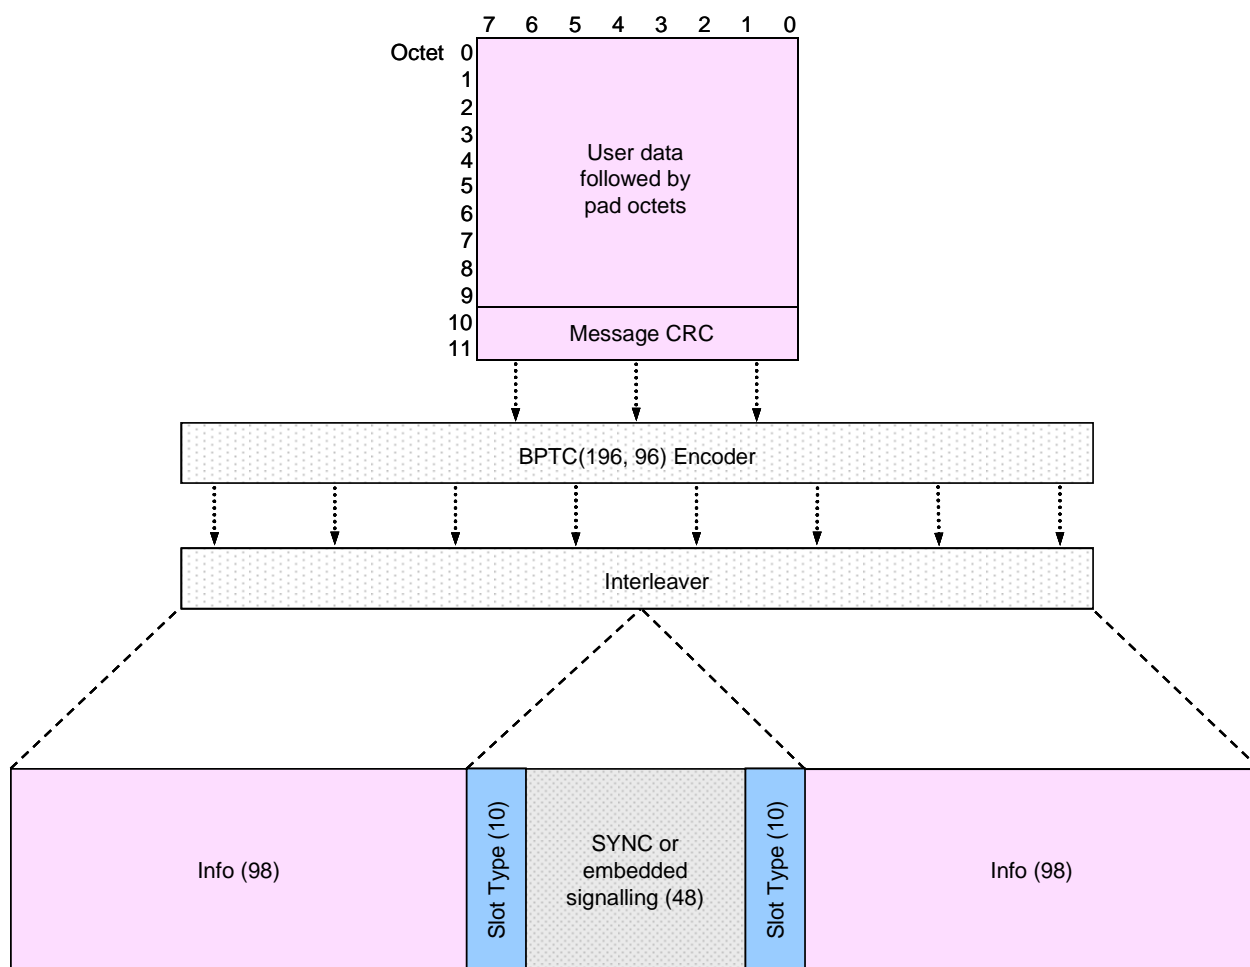 7 6 5 4 3 2 1 0
Octet 0
1
2
3
4
5
6
7
8
9
10
11
User data
followed by
pad octets
Message CRC
BPTC(196, 96) Encoder
Interleaver
Info (98)
Slot Type (10)
SYNC or
embedded
signalling (48)
Slot Type (10)
Info (98)